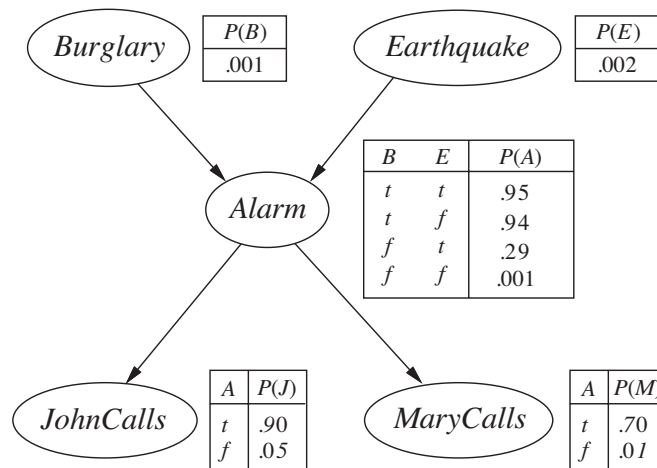 Burglary
P(B)
.001
Earthquake
P(E)
.002
Alarm
B E P(A)
t t .95
t f .94
f t .29
f f .001
JohnCalls
A P(J)
t .90
f .05
MaryCalls
A P(M)
t .70
f .01